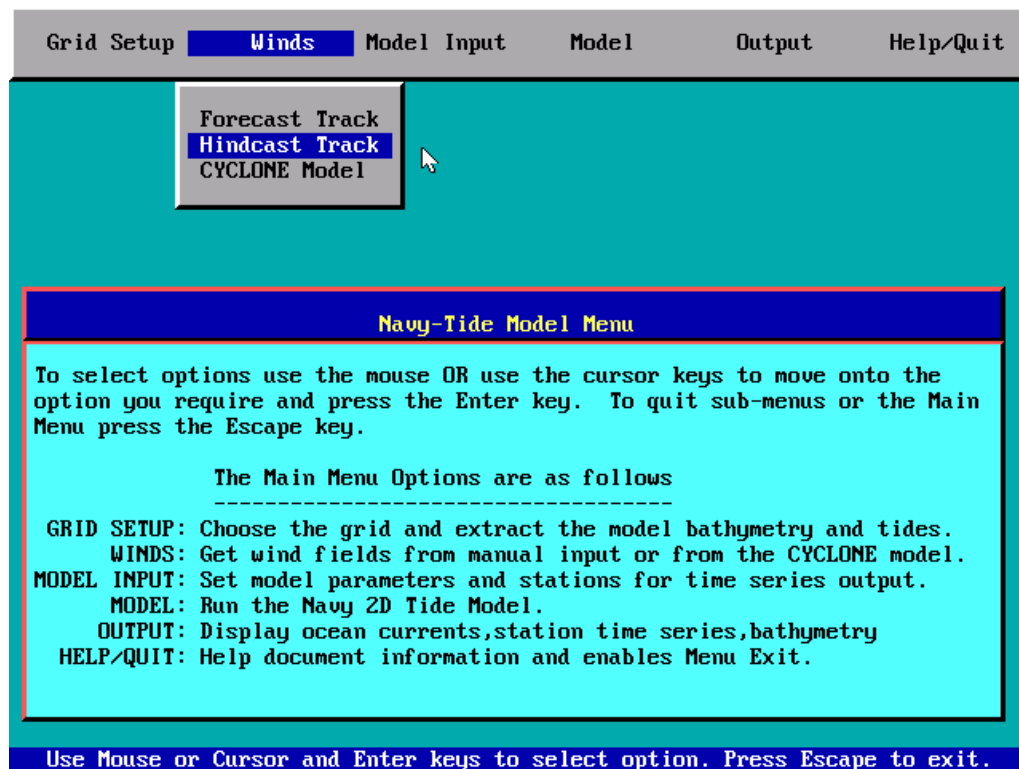 Grid Setup Winds Model Input Model Output Help/Quit
Forecast Track
Hindcast Track
CYCLONE Model
Navy-Tide Model Menu
To select options use the mouse OR use the cursor keys to move onto the
option you require and press the Enter key. To quit sub-menus or the Main
Menu press the Escape key.
The Main Menu Options are as follows
------------------------------------
GRID SETUP: Choose the grid and extract the model bathymetry and tides.
WINDS: Get wind fields from manual input or from the CYCLONE model.
MODEL INPUT: Set model parameters and stations for time series output.
MODEL: Run the Navy 2D Tide Model.
OUTPUT: Display ocean currents,station time series,bathymetry
HELP/QUIT: Help document information and enables Menu Exit.
Use Mouse or Cursor and Enter keys to select option. Press Escape to exit.